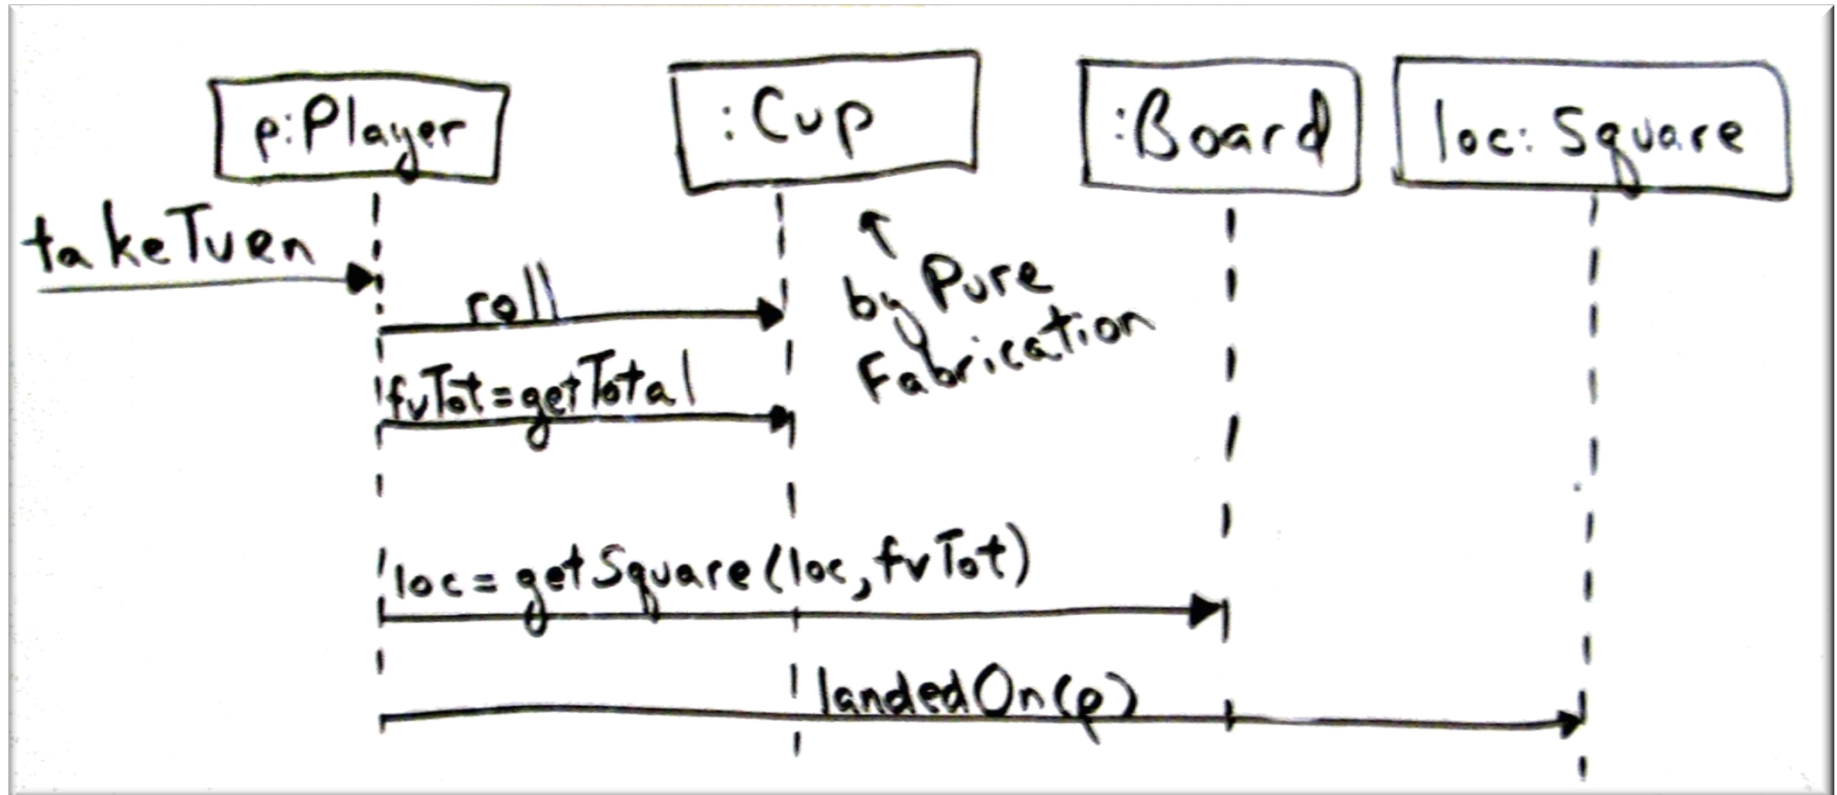 p:Player
:Cup
:Board
loc: Square
takeTurn
roll
by Pure
Fabrication
fvTot=getTotal
loc= getSquare(loc, fvTot)
landedOn(p)